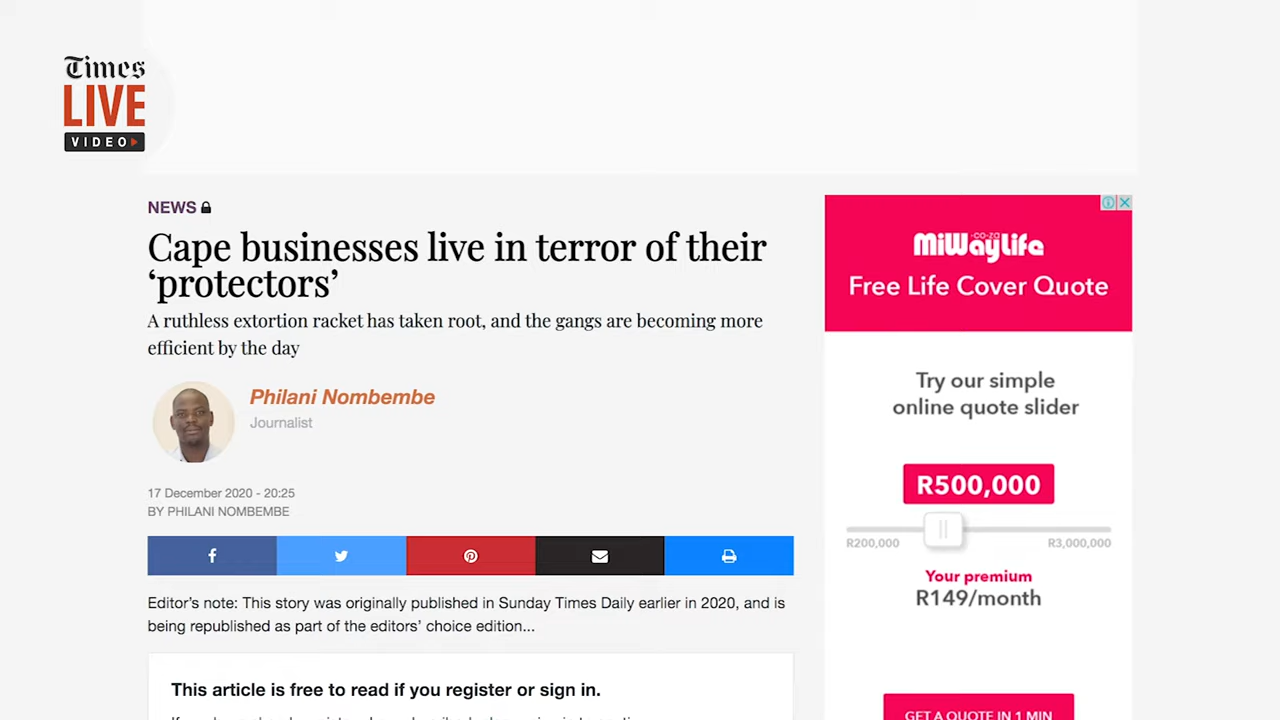 Times
LIVE
VIDEO
NEWS
Cape businesses live in terror of their
‘protectors’
A ruthless extortion racket has taken root, and the gangs are becoming more
efficient by the day
Philani Nombembe
Journalist
17 December 2020 - 20:25
BY PHILANI NOMBEMBE
Editor’s note: This story was originally published in Sunday Times Daily earlier in 2020, and is
being republished as part of the editors’ choice edition...
This article is free to read if you register or sign in.
MiWayLife
.co.za
Free Life Cover Quote
Try our simple
online quote slider
R500,000
R200,000 R3,000,000
Your premium
R149/month
GET A QUOTE IN 1 MIN